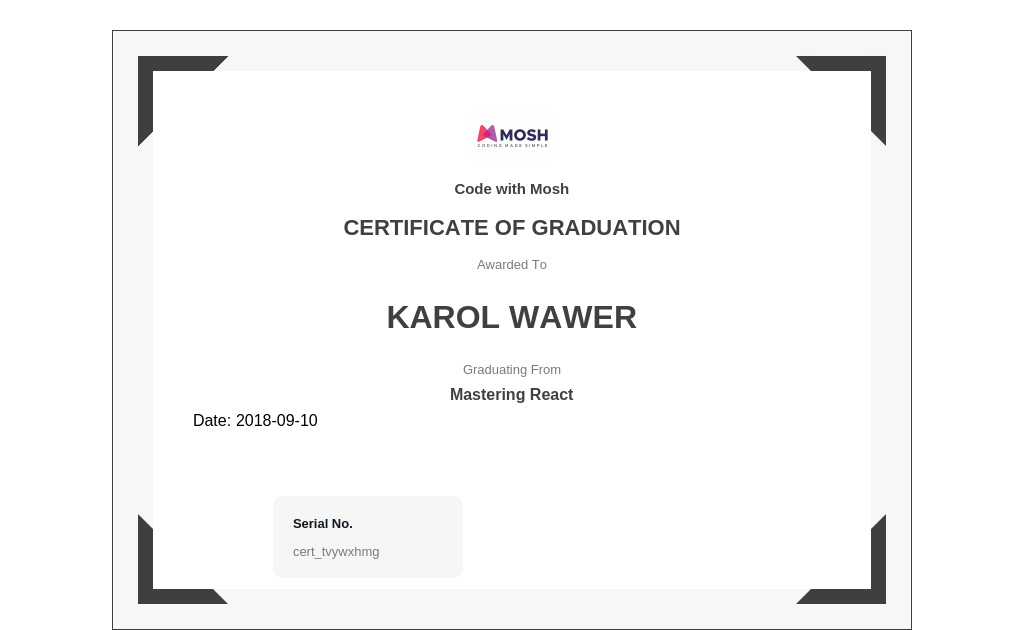 MOSH
CODING MADE SIMPLE
Code with Mosh
CERTIFICATE OF GRADUATION
Awarded To
KAROL WAWER
Graduating From
Mastering React
Date: 2018-09-10
Serial No.
cert_tvywxhmg